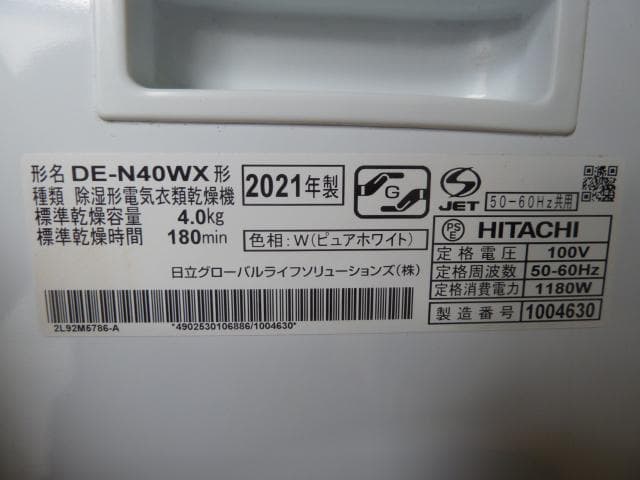 形名 DE-N40WX 形
種類 除湿形電気衣類乾燥機
標準乾燥容量 4.0kg
標準乾燥時間 180min
2021年製
G
色相:W(ピュアホワイト)
日立グローバルライフソリューションズ(株)
2L92M5786-A
*4902530106886/1004630*
S
JET
50-60Hz共用
PS
E
HITACHI
定格電圧 100V
定格周波数 50-60Hz
定格消費電力 1180W
製造番号 1004630